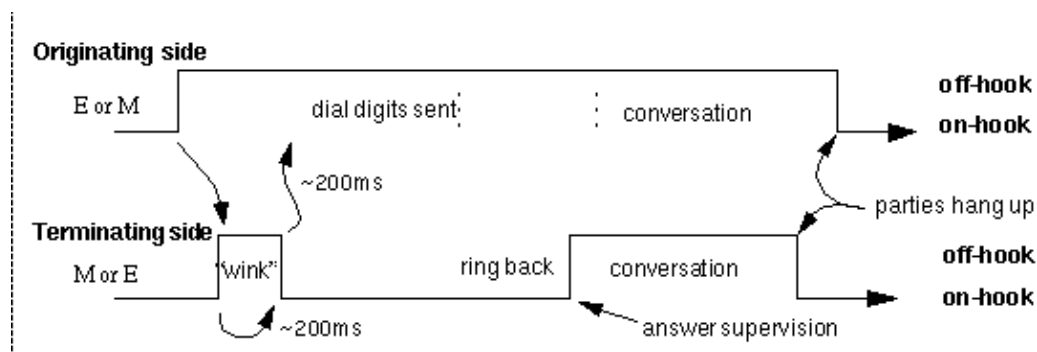 Originating side
off-hook
E or M
dial digits sent
conversation
on-hook
~200ms
parties hang up
Terminating side
off-hook
M or E
"wink"
ring back
conversation
on-hook
~200ms
answer supervision